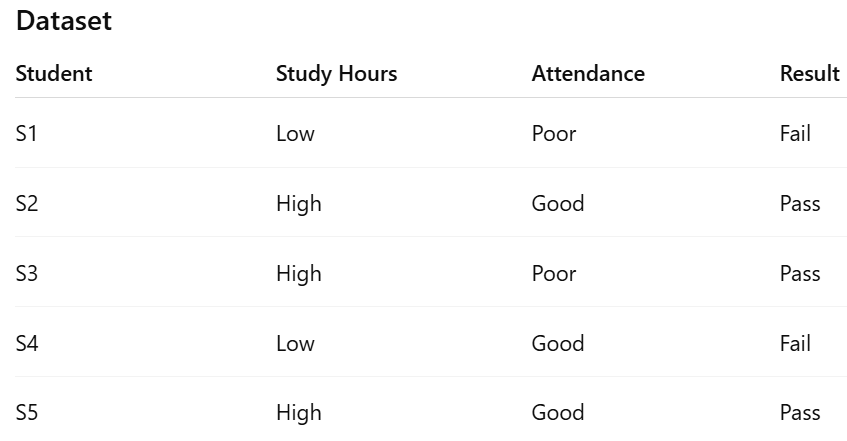 Dataset
Student Study Hours Attendance Result
S1 Low Poor Fail
S2 High Good Pass
S3 High Poor Pass
S4 Low Good Fail
S5 High Good Pass